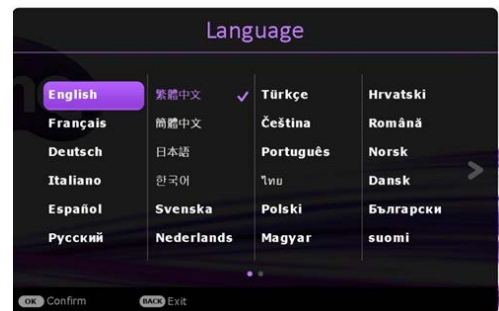 Language
English 繁體中文 Türkçe Hrvatski
Français 簡體中文 Čeština Română
Deutsch 日本語 Português Norsk
Italiano 한국어 ไทย Dansk
Español Svenska Polski Български
Русский Nederlands Magyar suomi
OK Confirm BACK Exit